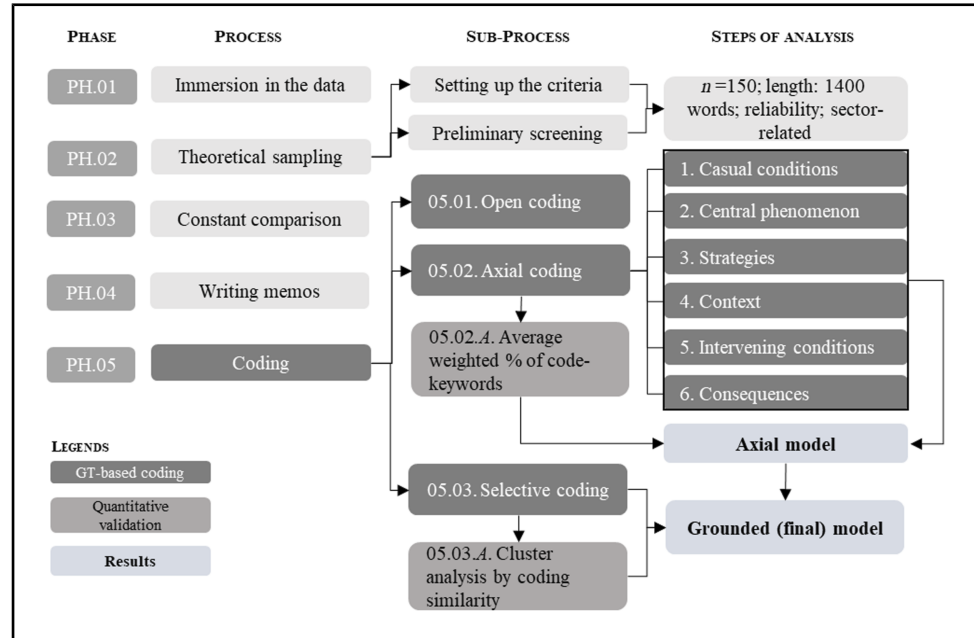 PHASE PROCESS SUB-PROCESS STEPS OF ANALYSIS
PH.01
Immersion in the data
Setting up the criteria
n =150; length: 1400
words; reliability; sector-
related
Preliminary screening
PH.02
Theoretical sampling
PH.03
Constant comparison
PH.04
Writing memos
PH.05
Coding
05.01. Open coding
05.02. Axial coding
05.02.A. Average
weighted % of code-
keywords
1. Casual conditions
2. Central phenomenon
3. Strategies
4. Context
5. Intervening conditions
6. Consequences
Axial model
05.03. Selective coding
05.03.A. Cluster
analysis by coding
similarity
Grounded (final) model
LEGENDS
GT-based coding
Quantitative
validation
Results